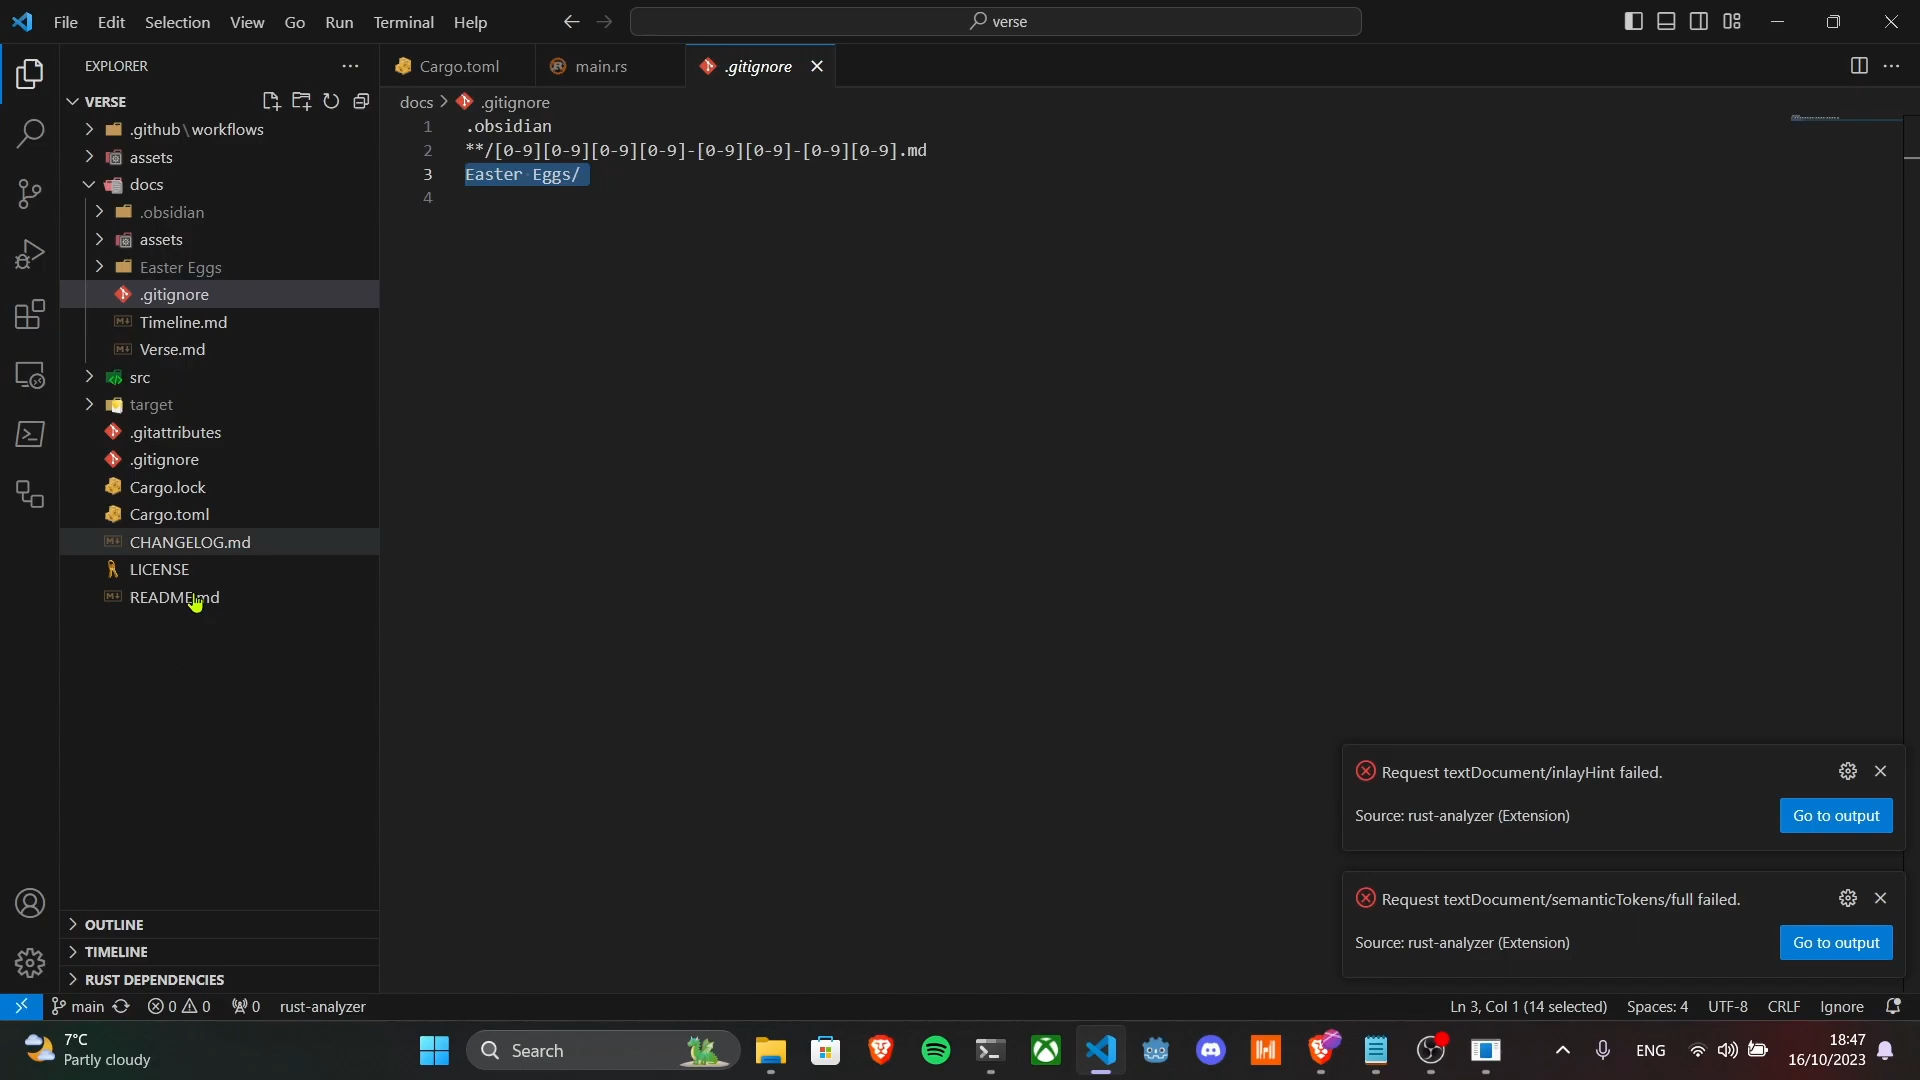 File Edit Selection View Go Run Terminal Help
verse
EXPLORER
Cargo.toml
main.rs
.gitignore
VERSE
docs > .gitignore
.github\workflows
assets
docs
.obsidian
assets
Easter Eggs
.gitignore
Timeline.md
Verse.md
src
target
.gitattributes
.gitignore
Cargo.lock
Cargo.toml
CHANGELOG.md
LICENSE
README.md
1 .obsidian
2 **/[0-9][0-9][0-9][0-9]-[0-9][0-9]-[0-9][0-9].md
3 Easter Eggs/
4
Request textDocument/inlayHint failed.
Source: rust-analyzer (Extension)
Go to output
Request textDocument/semanticTokens/full failed.
Source: rust-analyzer (Extension)
Go to output
OUTLINE
TIMELINE
RUST DEPENDENCIES
main 0 0 0 rust-analyzer
Ln 3, Col 1 (14 selected) Spaces: 4 UTF-8 CRLF Ignore
7°C
Partly cloudy
Search
ENG
18:47
16/10/2023